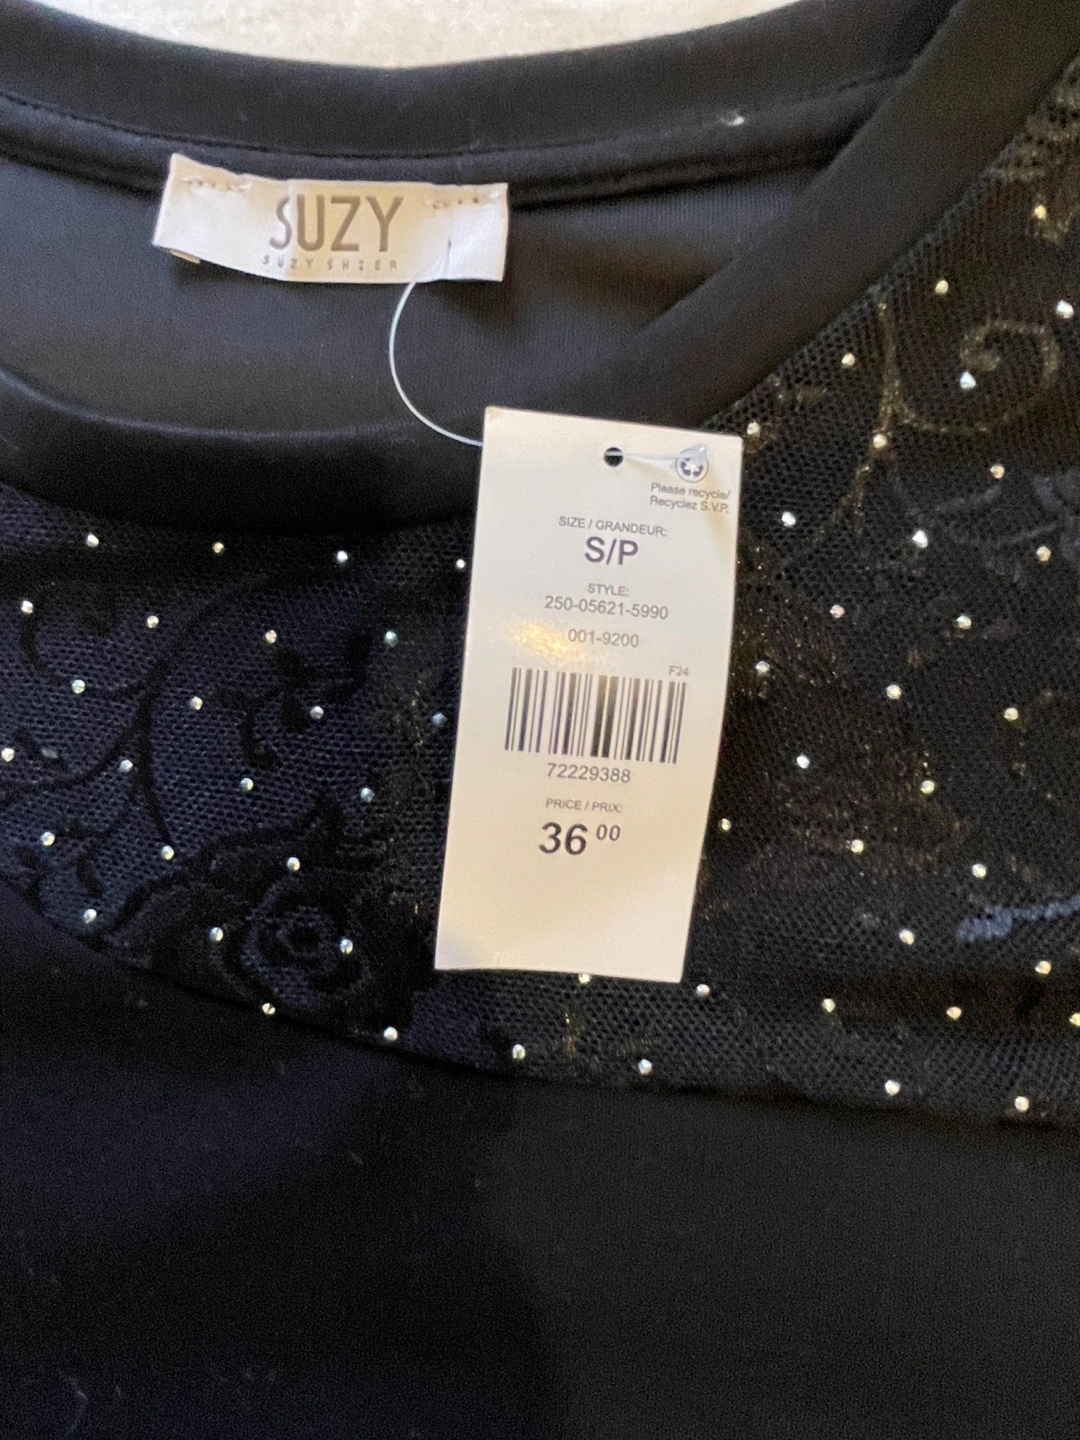 SUZY
SUZY SHIER
Please recycle/
Recyclez S.V.P.
SIZE / GRANDEUR:
S/P
STYLE:
250-05621-5990
001-9200
F24
72229388
PRICE / PRIX:
36 00